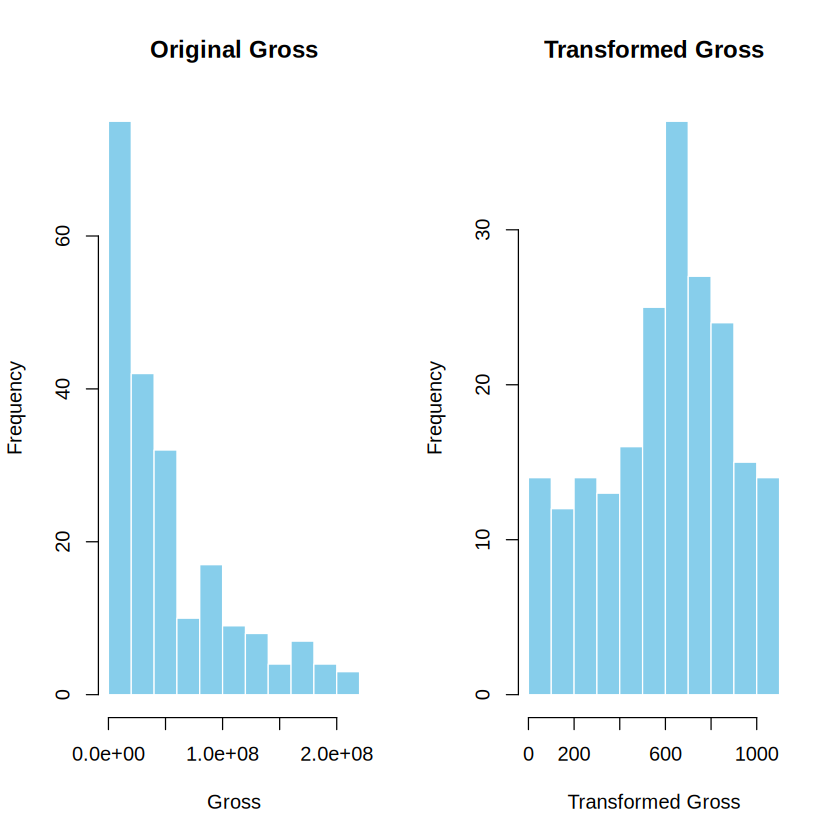 Original Gross
Frequency
0
20
40
60
0.0e+00 1.0e+08 2.0e+08
Gross
Transformed Gross
Frequency
0
10
20
30
0 200 600 1000
Transformed Gross